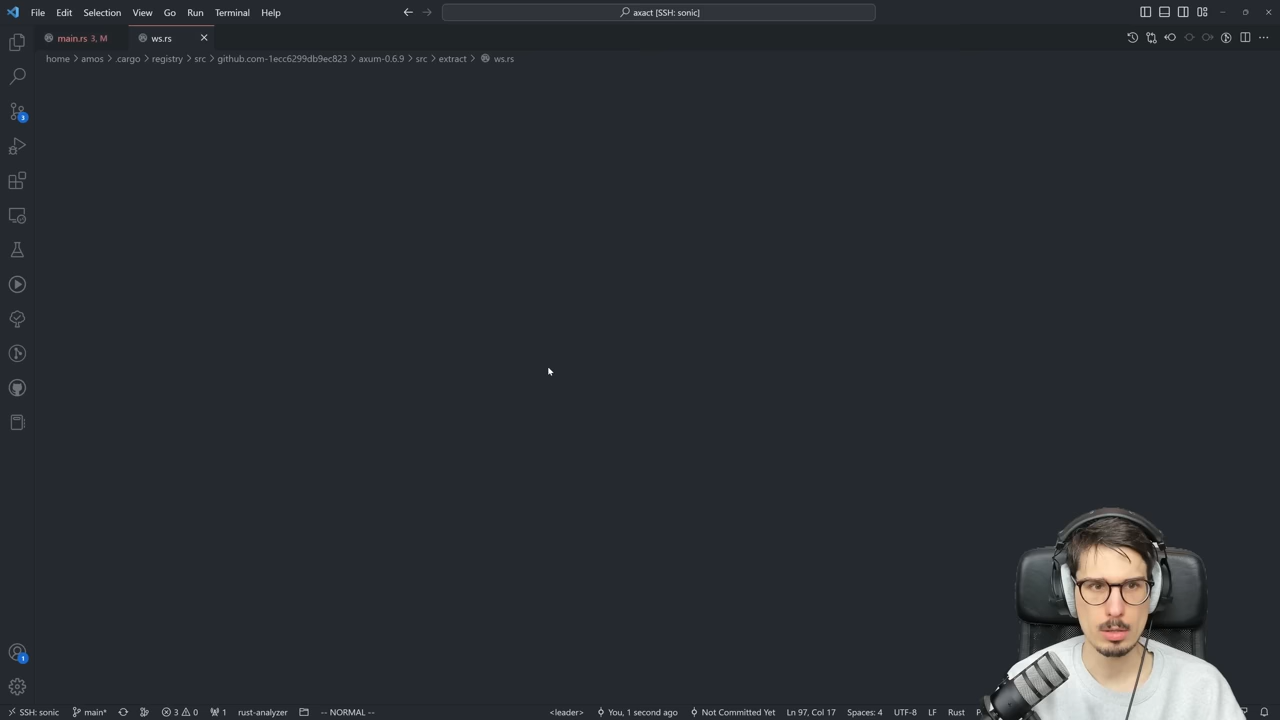 File Edit Selection View Go Run Terminal Help
axact [SSH: sonic]
main.rs 3, M
ws.rs
home > amos > .cargo > registry > src > github.com-1ecc6299db9ec823 > axum-0.6.9 > src > extract > ws.rs
3
1
SSH: sonic main* 3 0 1 rust-analyzer -- NORMAL -- <leader> You, 1 second ago Not Committed Yet Ln 97, Col 17 Spaces: 4 UTF-8 LF Rust